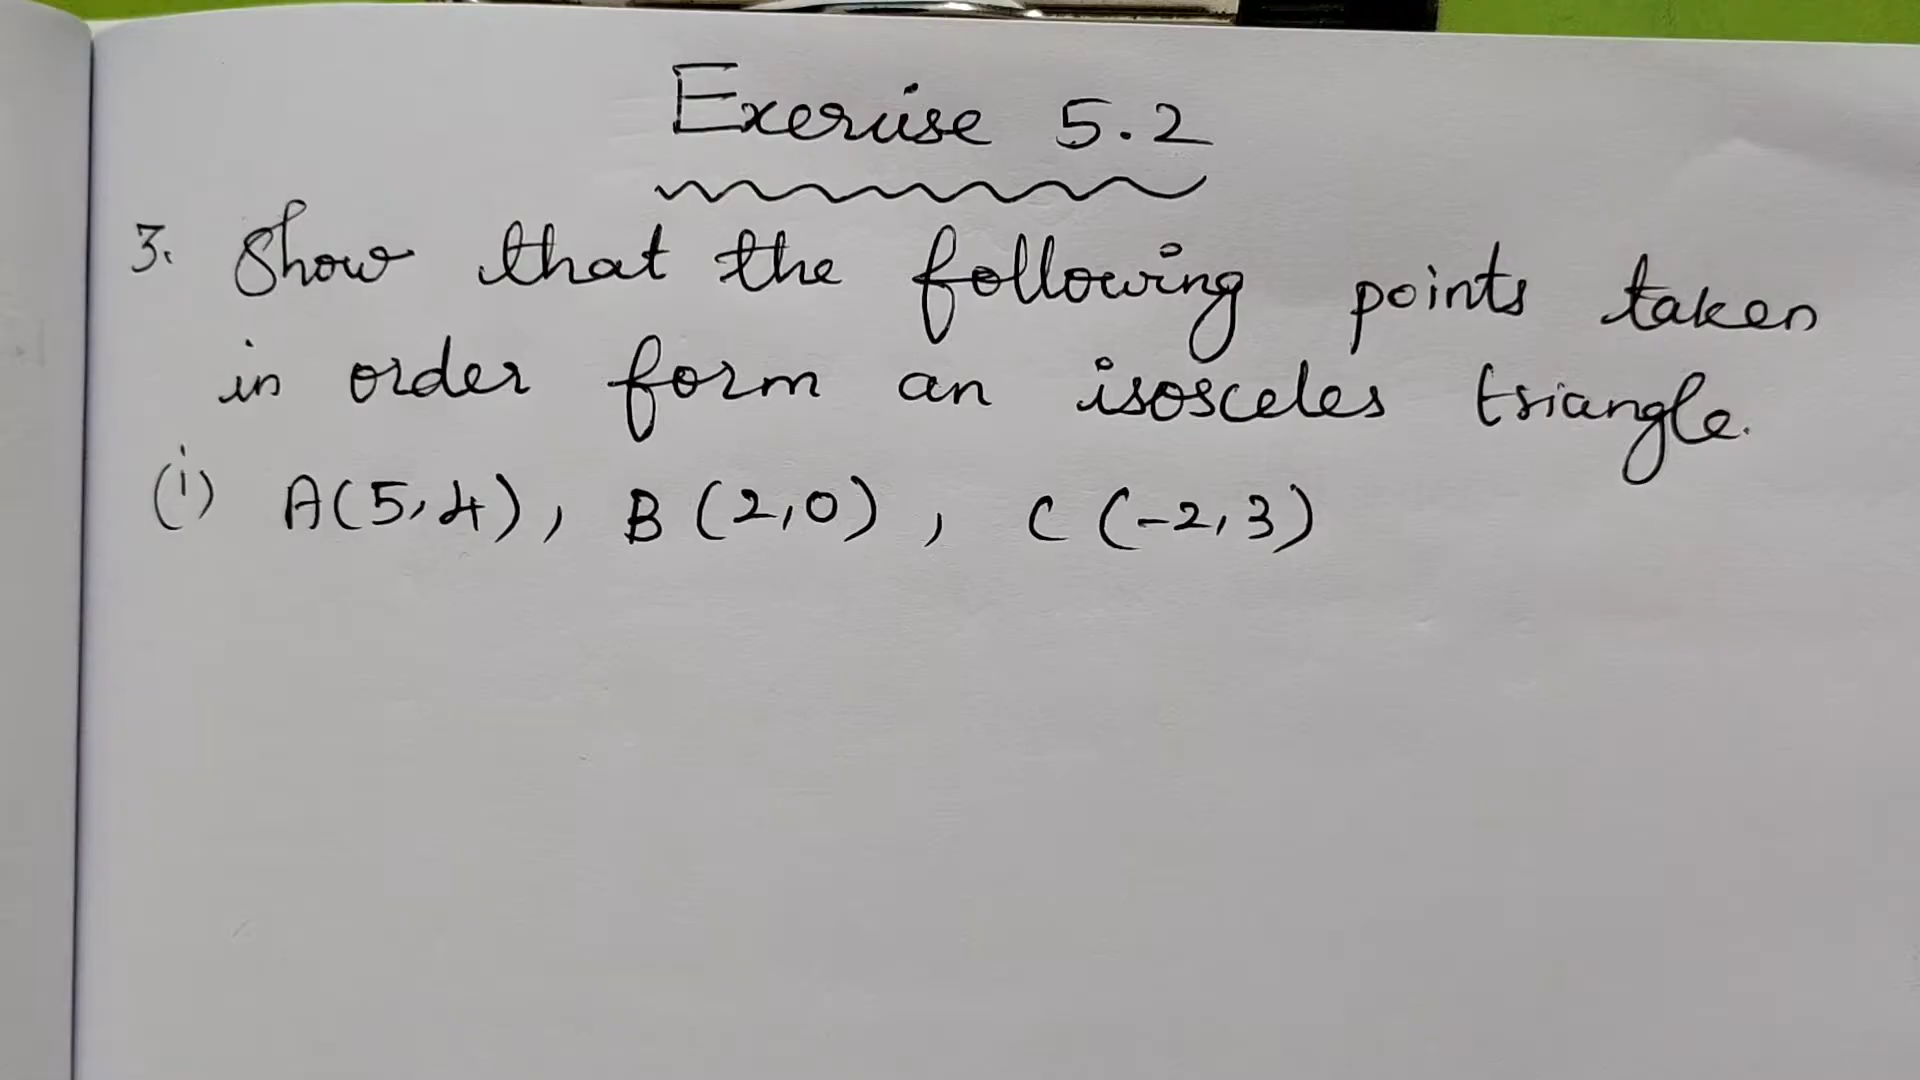 Exercise 5.2
3. Show that the following points taken
in order form an isosceles triangle.
(i) A(5,4), B (2,0), C (-2,3)